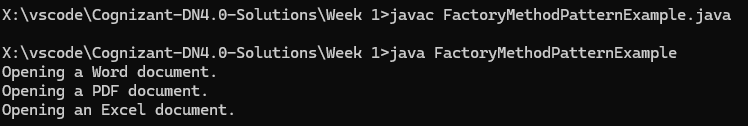 X:\vscode\Cognizant-DN4.0-Solutions\Week 1>javac FactoryMethodPatternExample.java
X:\vscode\Cognizant-DN4.0-Solutions\Week 1>java FactoryMethodPatternExample
Opening a Word document.
Opening a PDF document.
Opening an Excel document.